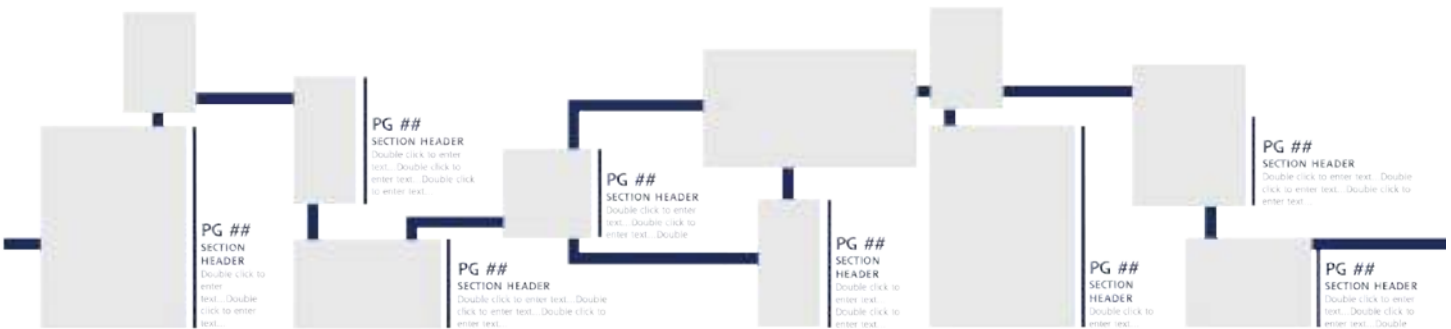 PG ##
SECTION
HEADER
Double click to
enter
text...Double
click to enter
text...
PG ##
SECTION HEADER
Double click to enter
text...Double click to
enter text...Double click
to enter text...
PG ##
SECTION HEADER
Double click to enter text...Double
click to enter text...Double click to
enter text...
PG ##
SECTION HEADER
Double click to enter
text...Double click to
enter text...Double
PG ##
SECTION
HEADER
Double click to
enter text...
Double click to
enter text...
PG ##
SECTION
HEADER
Double click to
enter text...
PG ##
SECTION HEADER
Double click to enter text...Double
click to enter text...Double click to
enter text...
PG ##
SECTION HEADER
Double click to enter
text...Double click to
enter text...Double